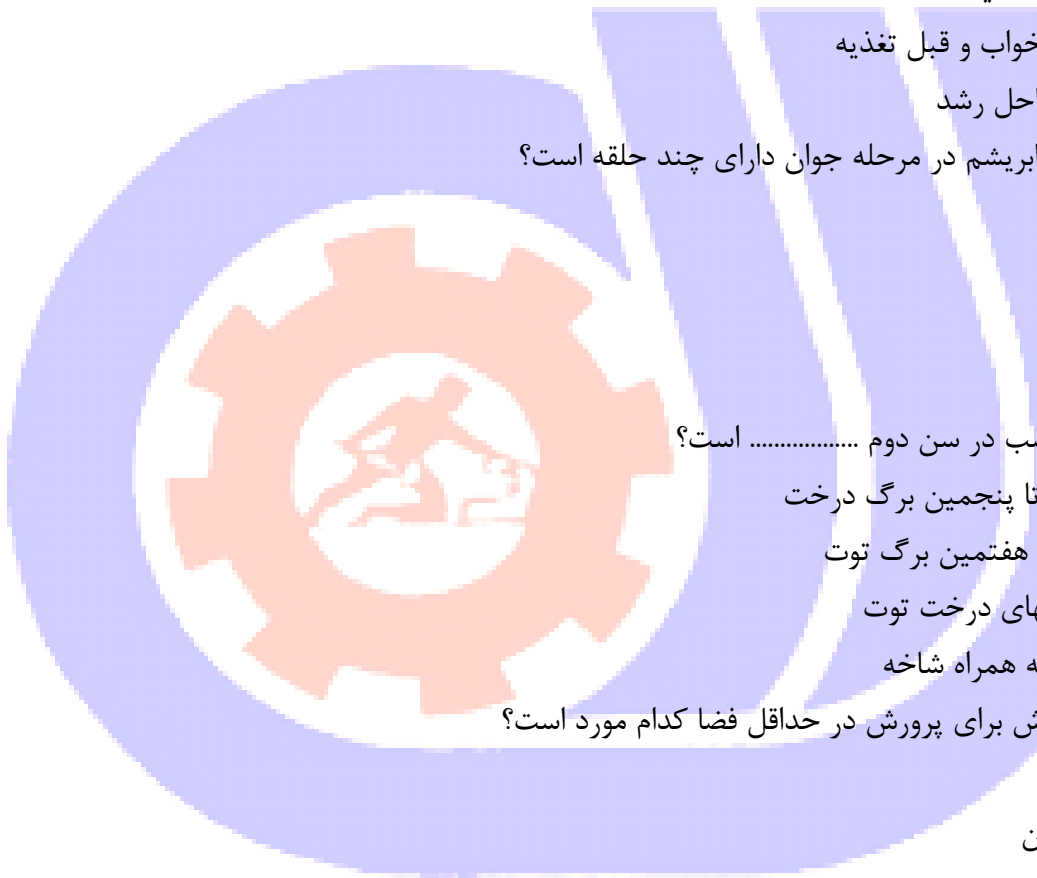 خواب و قبل تغذیه
احل رشد
ابریشم در مرحله جوان دارای چند حلقه است؟
سب در سن دوم .................. است؟
تا پنجمین برگ درخت
هفتمین برگ توت
های درخت توت
ه همراه شاخه
ش برای پرورش در حداقل فضا کدام مورد است؟
ن